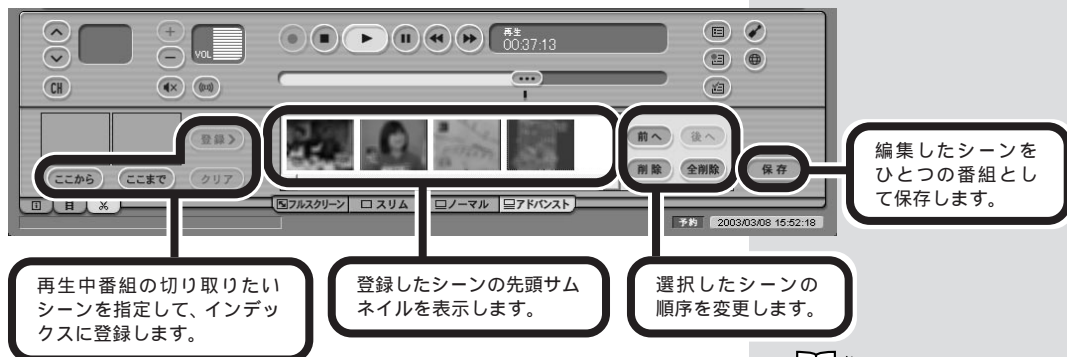 再生
00:37:13
VOL
CH
登録>
ここから ここまで クリア
前へ 後へ
削除 全削除
保存
フルスクリーン スリム ノーマル アドバンスト
予約 2003/03/08 15:52:18
編集したシーンを
ひとつの番組とし
て保存します。
再生中番組の切り取りたい
シーンを指定して、インデッ
クスに登録します。
登録したシーンの先頭サム
ネイルを表示します。
選択したシーンの
順序を変更します。